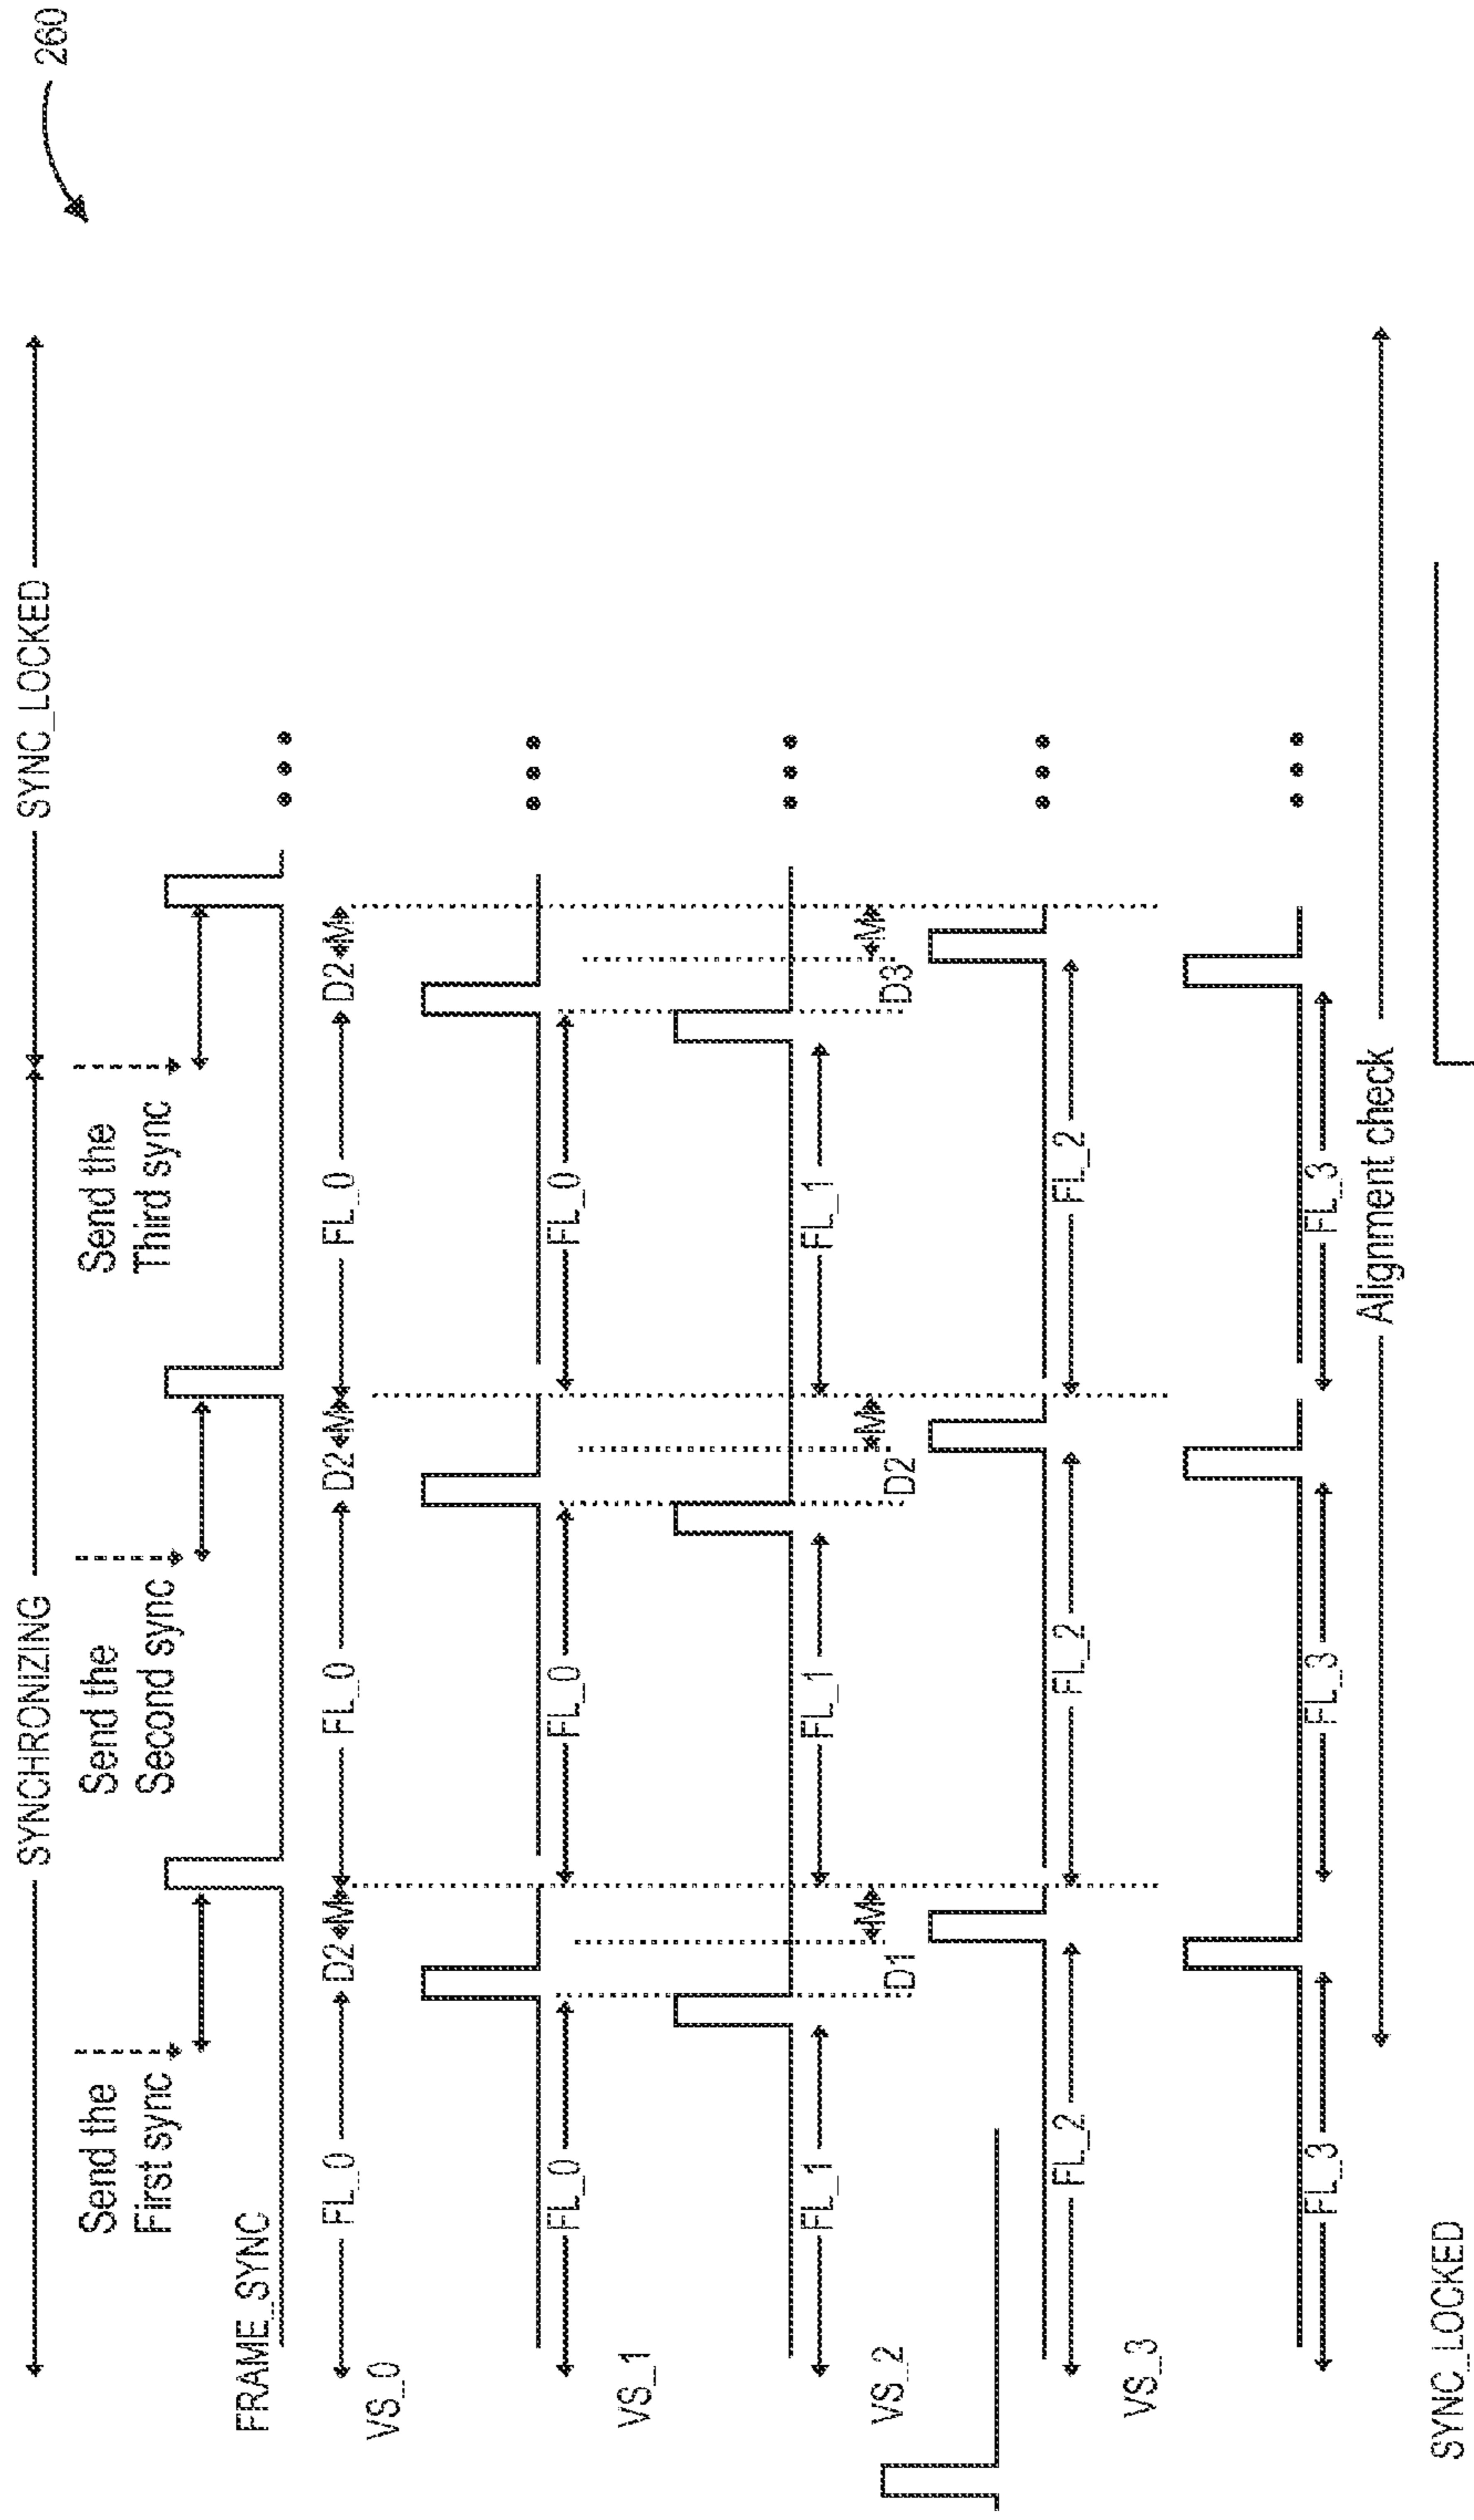 260
SYNCHRONIZING SYNC_LOCKED
Send the First sync
Send the Second sync
Send the Third sync
FRAME_SYNC
FL_0 D2 M FL_0 D2 M FL_0 D2 M
VS_0
FL_0 FL_0 FL_0
VS_1
FL_1 FL_1 FL_1
M M M
D1 D2 D3
VS_2
FL_2 FL_2 FL_2
VS_3
FL_3 FL_3 FL_3
Alignment check
SYNC_LOCKED